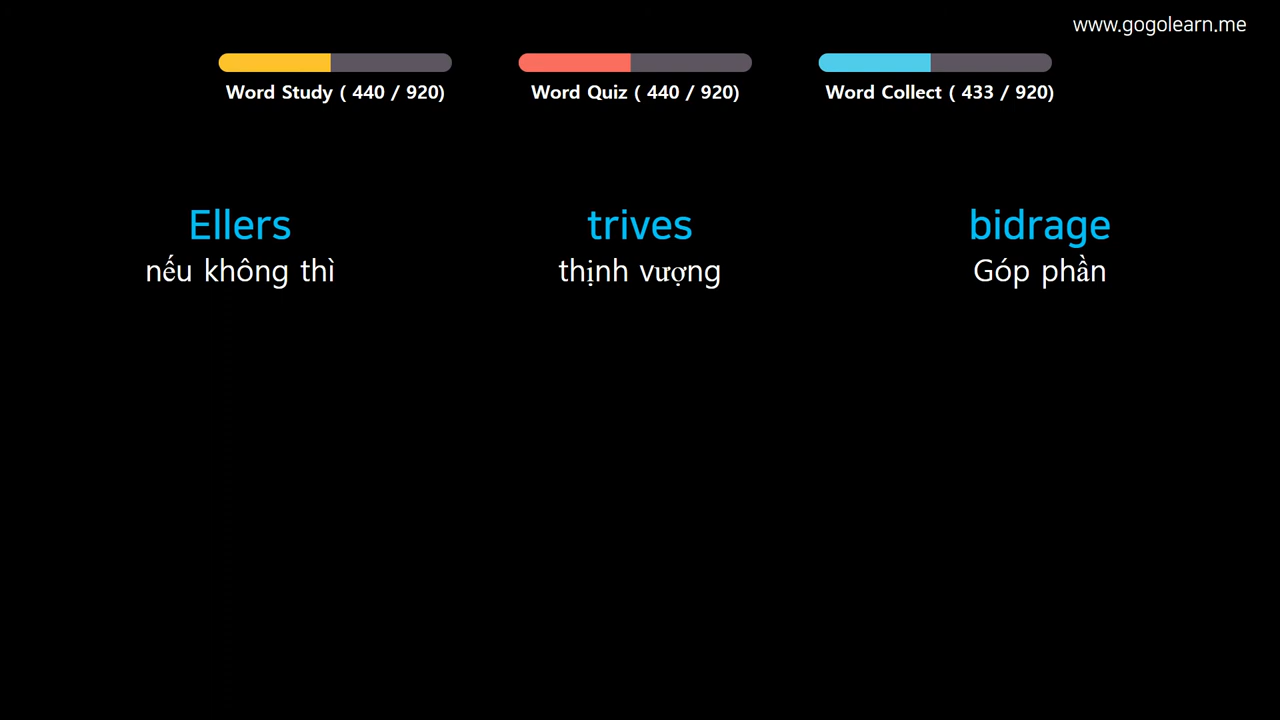 www.gogolearn.me
Word Study ( 440 / 920)
Word Quiz ( 440 / 920)
Word Collect ( 433 / 920)
Ellers
nếu không thì
trives
thịnh vượng
bidrage
Góp phần